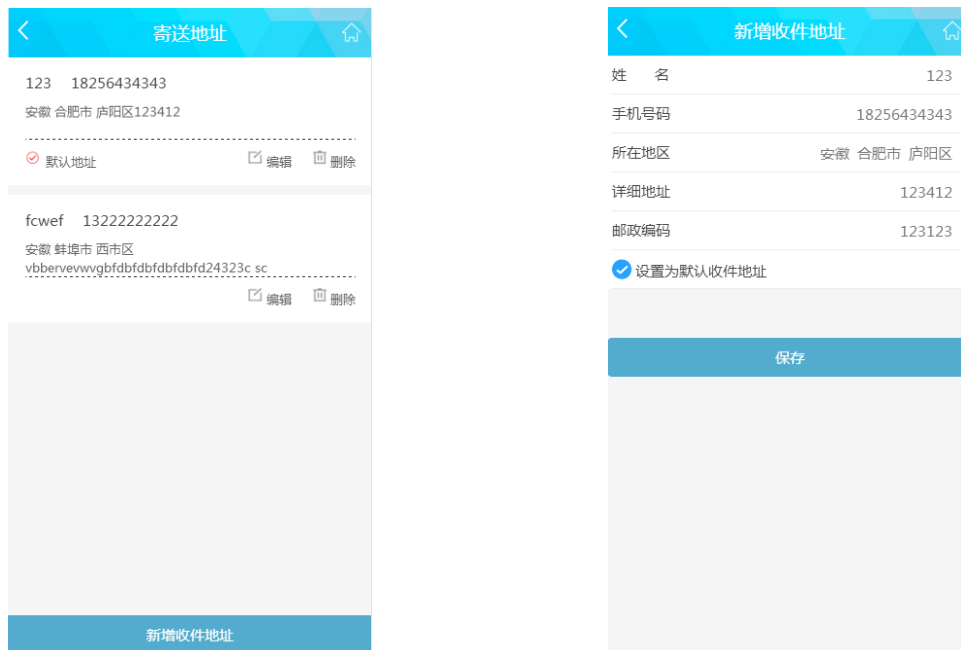 寄送地址
123 18256434343
安徽 合肥市 庐阳区123412
默认地址 编辑 删除
fcwef 13222222222
安徽 蚌埠市 西市区
vbbervevwvgbfdbfdbfdbfdbfd24323c sc
编辑 删除
新增收件地址
新增收件地址
姓 名 123
手机号码 18256434343
所在地区 安徽 合肥市 庐阳区
详细地址 123412
邮政编码 123123
设置为默认收件地址
保存